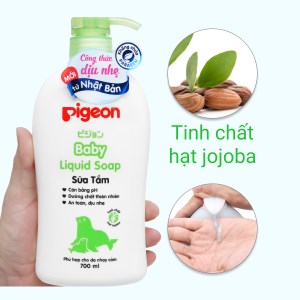 Công thức
dịu nhẹ
MỚI
từ Nhật Bản
pigeon
ピジョン
Baby
Liquid Soap
Sữa Tắm
• Cân bằng pH
• Dưỡng chất thiên nhiên
• An toàn, dịu nhẹ
Phù hợp cho da nhạy cảm
700 ml
Tinh chất
hạt jojoba